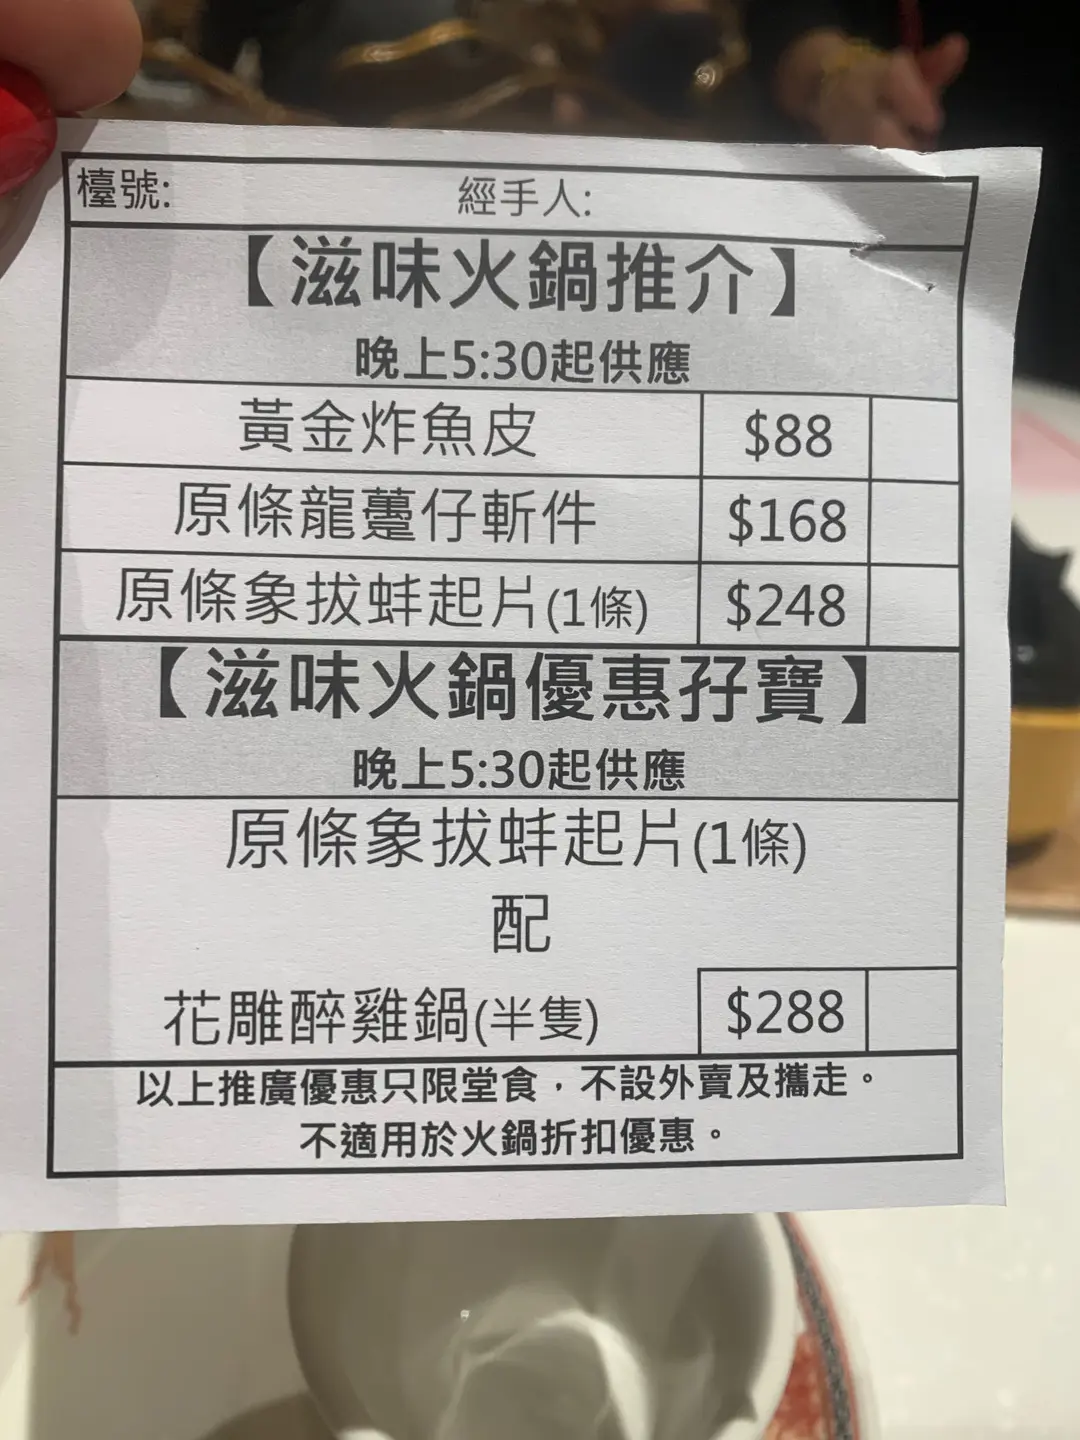 檯號: 經手人:
【滋味火鍋推介】
晚上5:30起供應
黃金炸魚皮 $88
原條龍躉仔斬件 $168
原條象拔蚌起片(1條) $248
【滋味火鍋優惠孖寶】
晚上5:30起供應
原條象拔蚌起片(1條)
配
花雕醉雞鍋(半隻) $288
以上推廣優惠只限堂食，不設外賣及攜走。
不適用於火鍋折扣優惠。